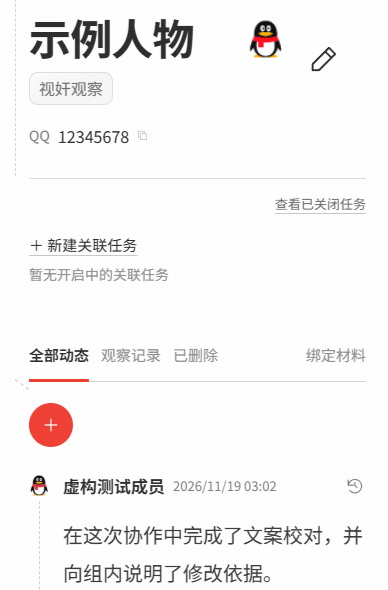 示例人物
视奸观察
QQ 12345678
查看已关闭任务
+ 新建关联任务
暂无开启中的关联任务
全部动态 观察记录 已删除 绑定材料
+
虚构测试成员 2026/11/19 03:02
在这次协作中完成了文案校对，并
向组内说明了修改依据。